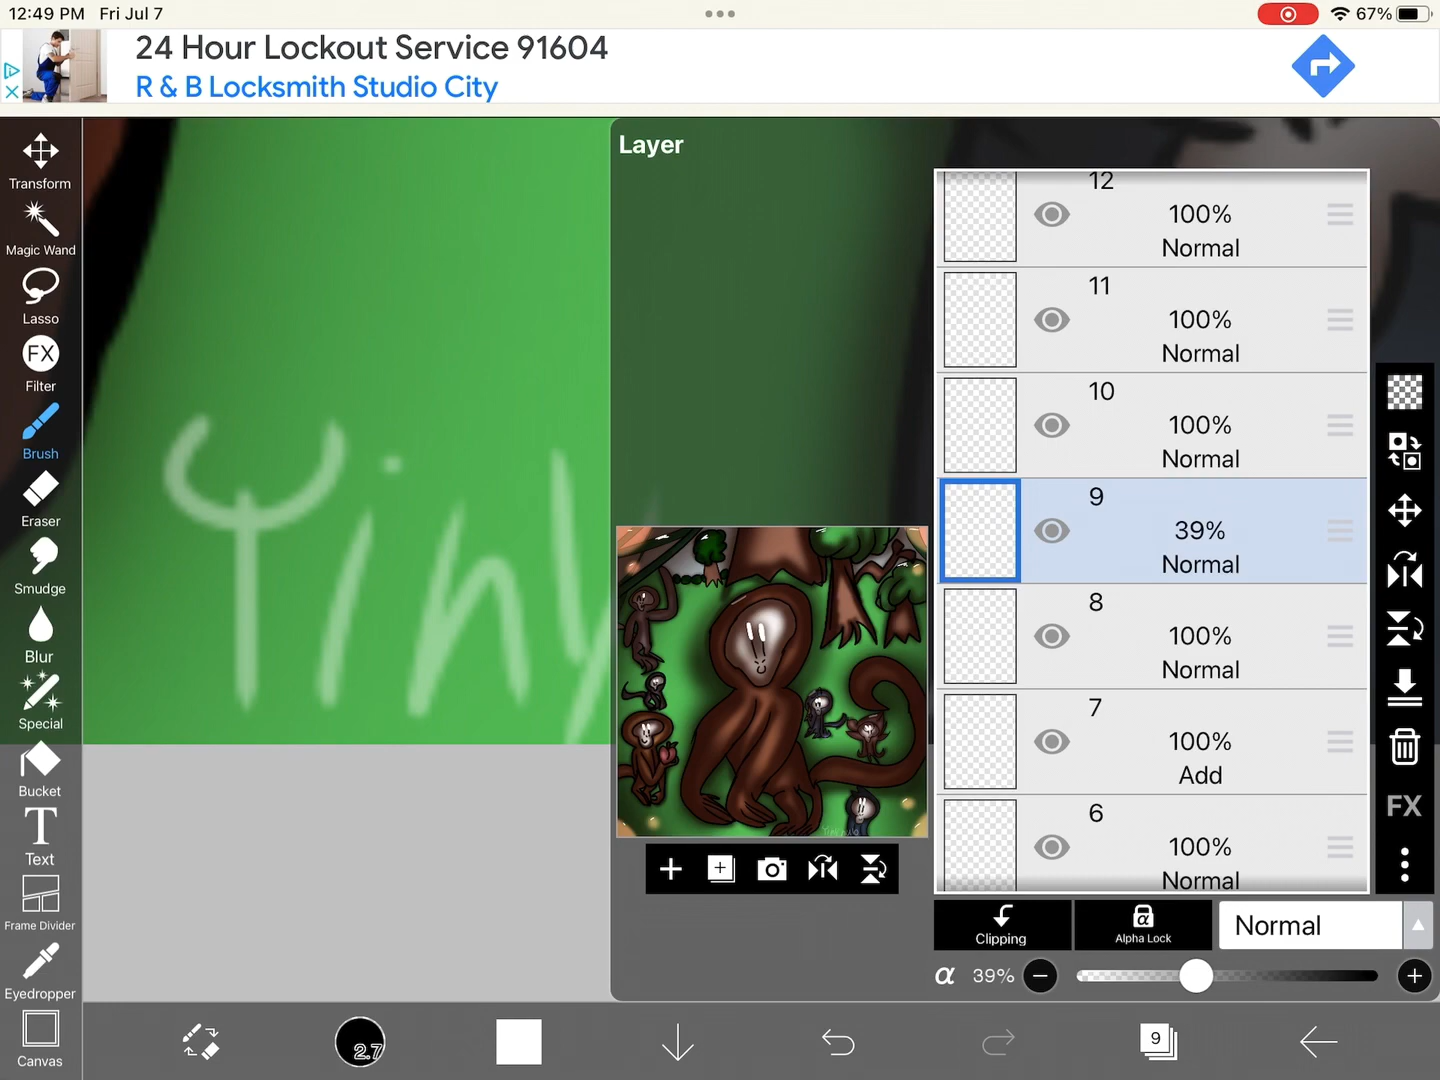 12:49 PM Fri Jul 7
67%
24 Hour Lockout Service 91604
R & B Locksmith Studio City
Layer
Transform
Magic Wand
Lasso
FX
Filter
Brush
Eraser
Smudge
Blur
Special
Bucket
T
Text
Frame Divider
Eyedropper
Canvas
Tiny
12
100%
Normal
11
100%
Normal
10
100%
Normal
9
39%
Normal
8
100%
Normal
7
100%
Add
6
100%
Normal
FX
Clipping
α
Alpha Lock
Normal
α 39%
2.7
9